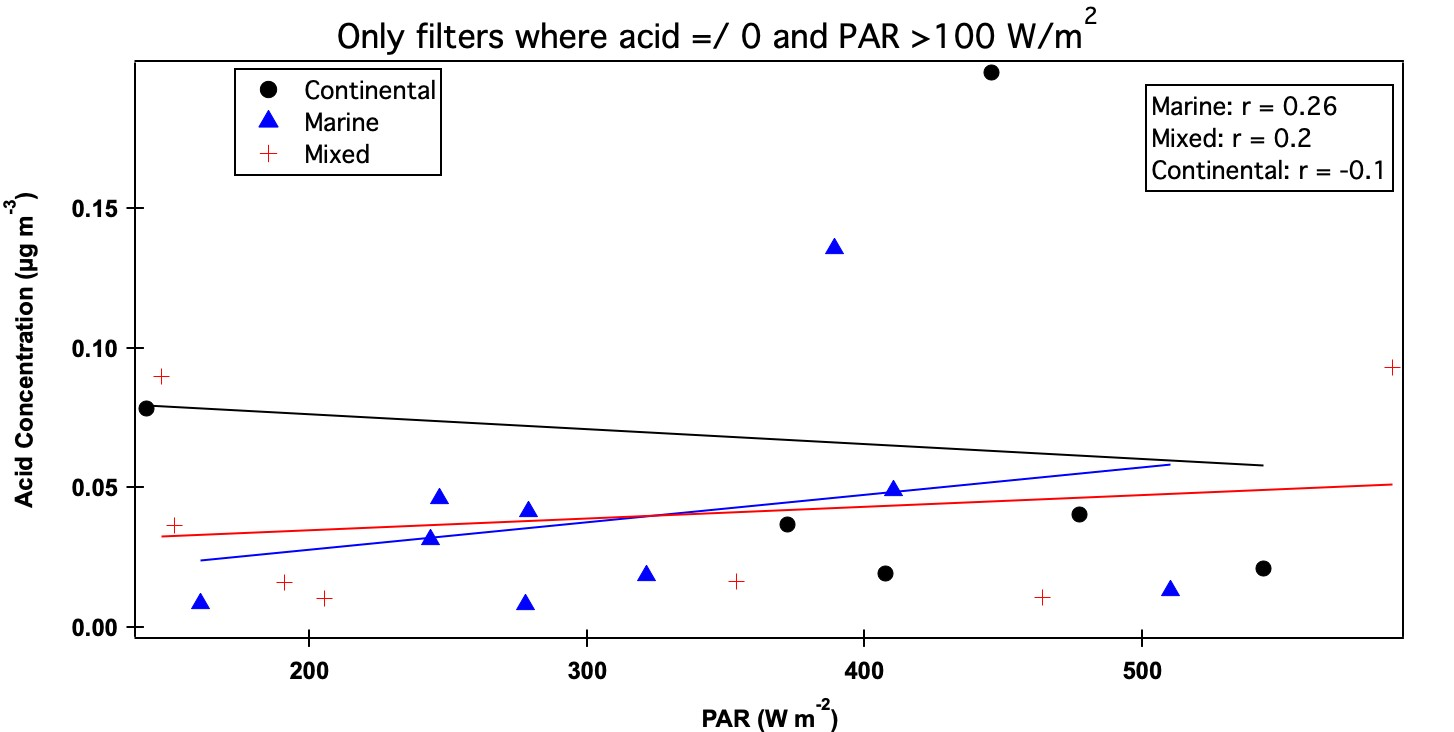 Only filters where acid =/ 0 and PAR >100 W/m²
Continental
Marine
Mixed
Marine: r = 0.26
Mixed: r = 0.2
Continental: r = -0.1
Acid Concentration (µg m⁻³)
0.15
0.10
0.05
0.00
200
300
400
500
PAR (W m⁻²)